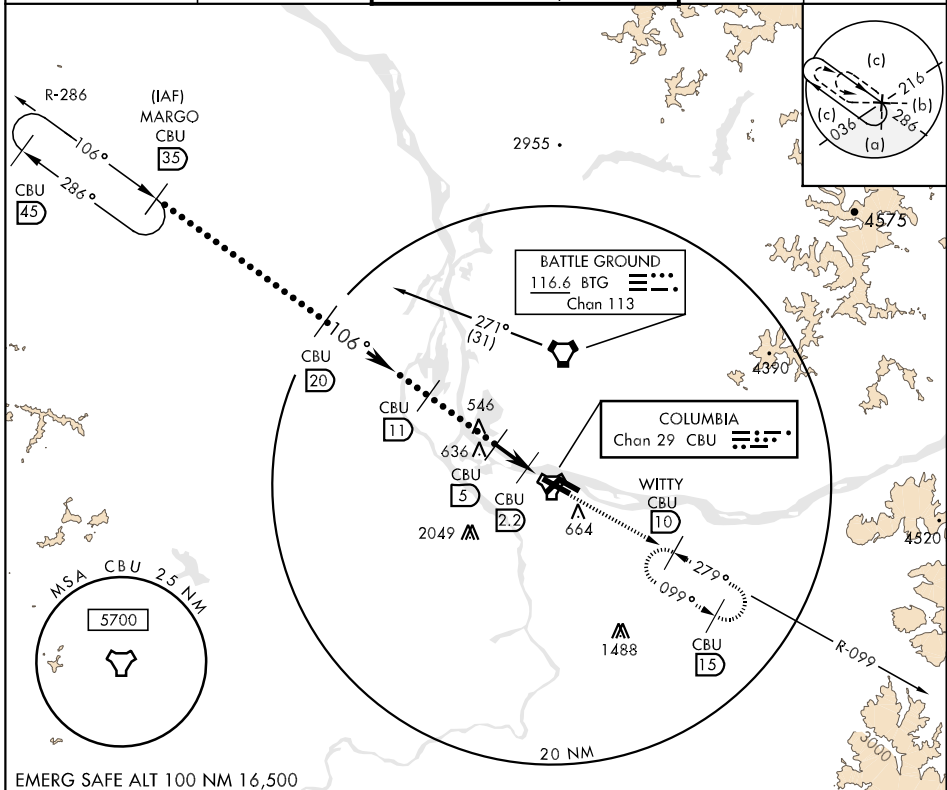 R-286
(IAF)
MARGO
CBU
35
106°
286°
CBU
45
2955
(c)
216
(b)
(c)
286
036
(a)
4575
BATTLE GROUND
116.6 BTG
Chan 113
271°
(31)
106°
CBU
20
4390
CBU
11
546
636
COLUMBIA
Chan 29 CBU
CBU
5
CBU
2.2
WITTY
CBU
10
664
2049
4520
279°
099°
MSA CBU 25 NM
5700
1488
CBU
15
R-099
20 NM
3000
EMERG SAFE ALT 100 NM 16,500